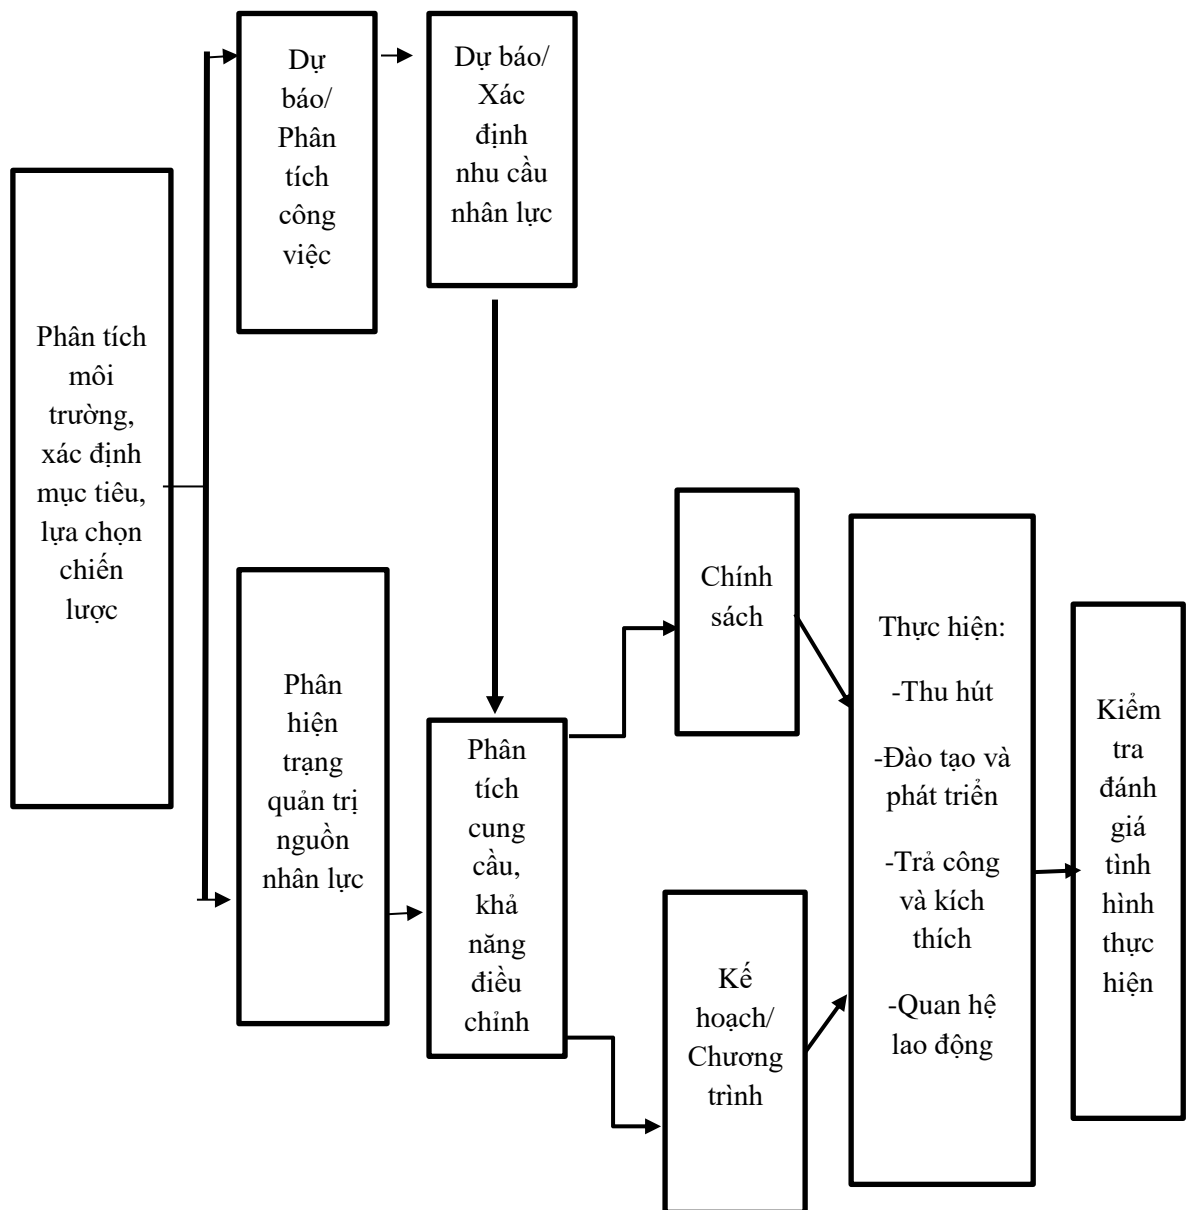 Dự
báo/
Phân
tích
công
việc
Dự báo/
Xác
định
nhu cầu
nhân lực
Phân tích
môi
trường,
xác định
mục tiêu,
lựa chọn
chiến
lược
Phân
hiện
trạng
quản trị
nguồn
nhân lực
Phân
tích
cung
cầu,
khả
năng
điều
chỉnh
Chính
sách
Kế
hoạch/
Chương
trình
Thực hiện:
-Thu hút
-Đào tạo và
phát triển
-Trả công
và kích
thích
-Quan hệ
lao động
Kiểm
tra
đánh
giá
tình
hình
thực
hiện